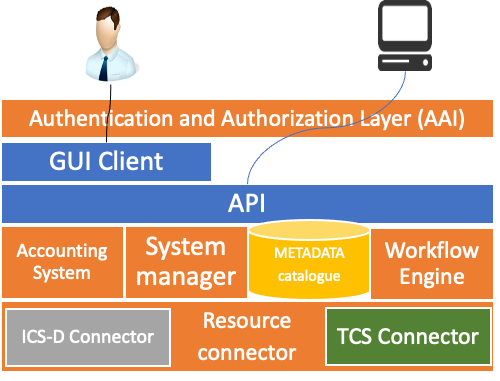 Authentication and Authorization Layer (AAI)
GUI Client
API
Accounting
System
System
manager
METADATA
catalogue
Workflow
Engine
ICS-D Connector
Resource
connector
TCS Connector